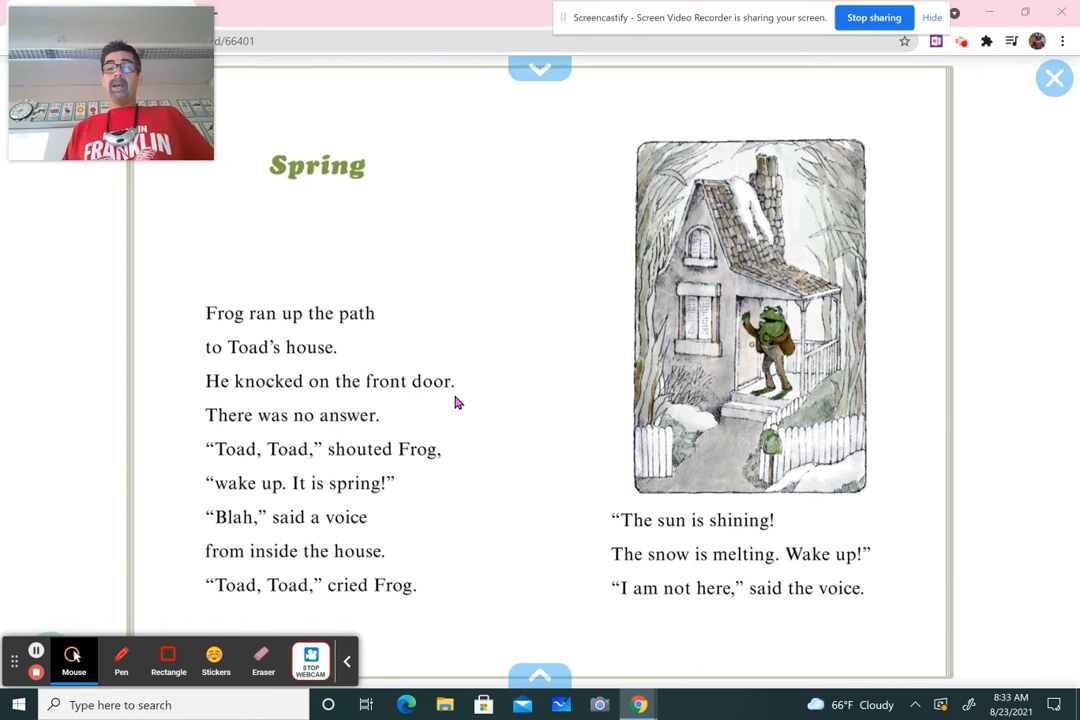 Screencastify - Screen Video Recorder is sharing your screen.
Stop sharing
Hide
d/66401
IN
FRANKLIN
Spring
Frog ran up the path
to Toad's house.
He knocked on the front door.
There was no answer.
“Toad, Toad,” shouted Frog,
“wake up. It is spring!”
“Blah,” said a voice
from inside the house.
“Toad, Toad,” cried Frog.
“The sun is shining!
The snow is melting. Wake up!”
“I am not here,” said the voice.
Mouse
Pen
Rectangle
Stickers
Eraser
STOP
WEBCAM
Type here to search
66°F Cloudy
8:33 AM
8/23/2021